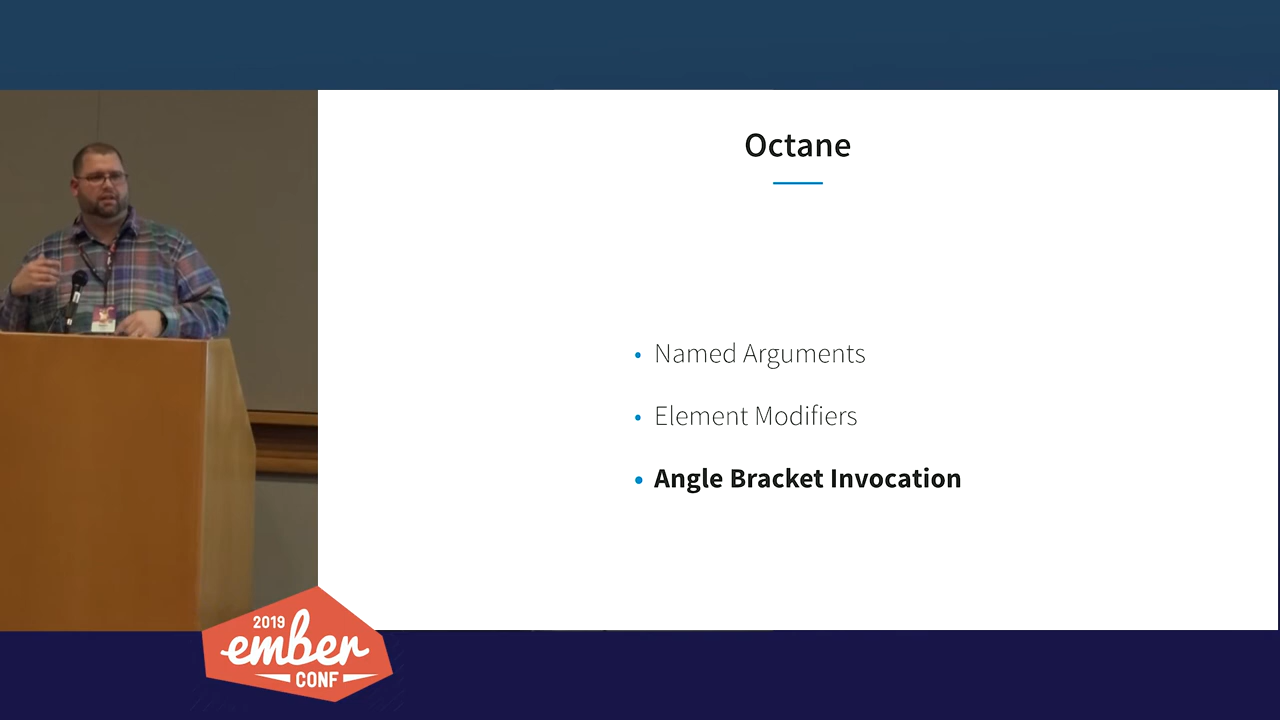 Octane
• Named Arguments
• Element Modifiers
• Angle Bracket Invocation
2019
ember
CONF